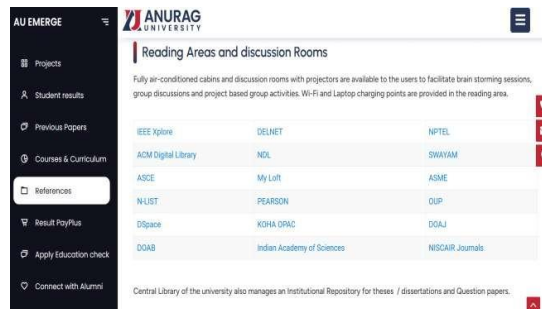 AU EMERGE
Projects
Student results
Previous Papers
Courses & Curriculum
References
Result PayPlus
Apply Education check
Connect with Alumni
ANURAG
UNIVERSITY
Reading Areas and discussion Rooms
Fully air-conditioned cabins and discussion rooms with projectors are available to the users to facilitate brain storming sessions,
group discussions and project based group activities. Wi-Fi and Laptop charging points are provided in the reading area.
IEEE Xplore DELNET NPTEL
ACM Digital Library NDL SWAYAM
ASCE My Loft ASME
N-LIST PEARSON OUP
DSpace KOHA OPAC DOAJ
DOAB Indian Academy of Sciences NISCAIR Journals
Central Library of the university also manages an Institutional Repository for theses / dissertations and Question papers.